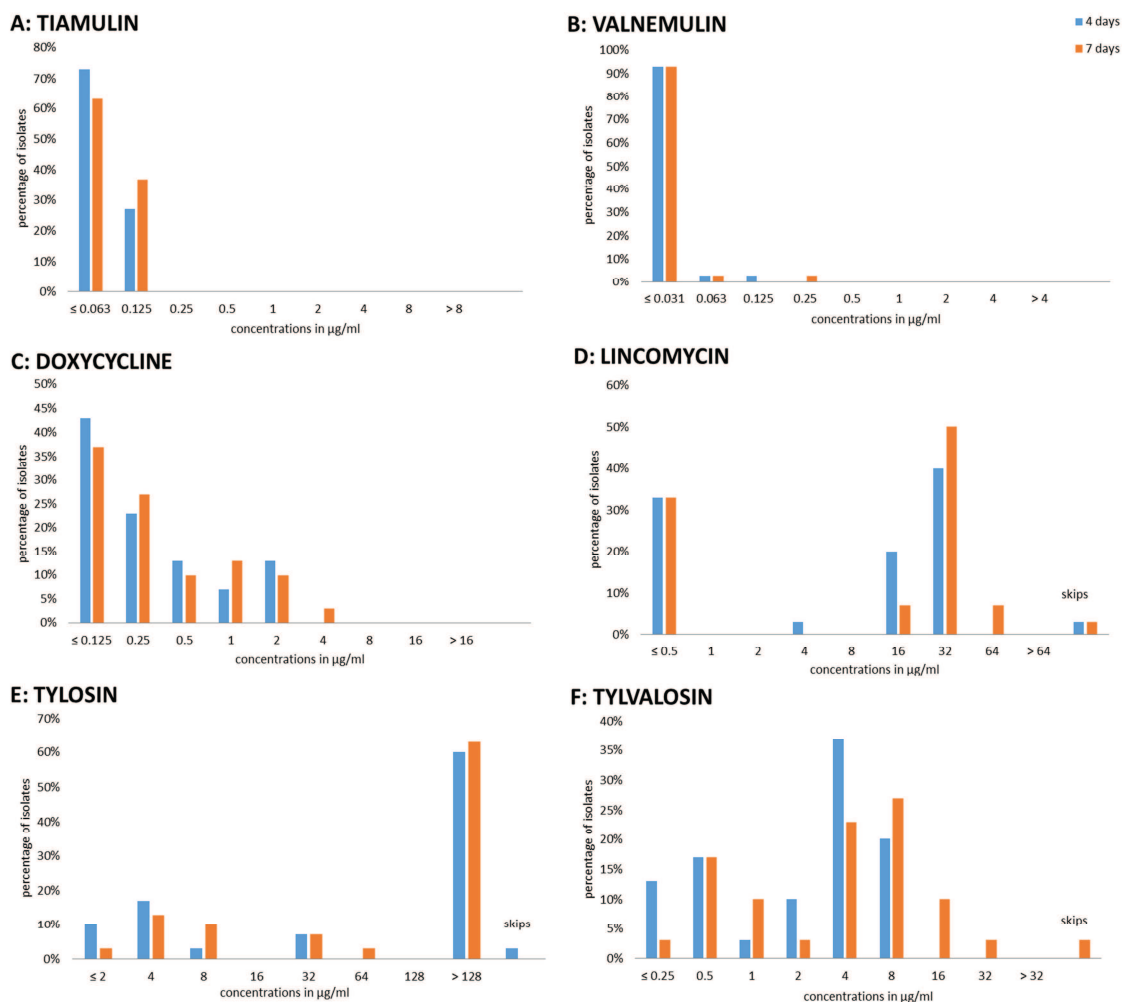 A: TIAMULIN
80%
70%
60%
50%
40%
30%
20%
10%
0%
percentage of isolates
≤ 0.063 0.125 0.25 0.5 1 2 4 8 > 8
concentrations in µg/ml
B: VALNEMULIN
4 days
7 days
100%
90%
80%
70%
60%
50%
40%
30%
20%
10%
0%
percentage of isolates
≤ 0.031 0.063 0.125 0.25 0.5 1 2 4 > 4
concentrations in µg/ml
C: DOXYCYCLINE
50%
45%
40%
35%
30%
25%
20%
15%
10%
5%
0%
percentage of isolates
≤ 0.125 0.25 0.5 1 2 4 8 16 > 16
concentrations in µg/ml
D: LINCOMYCIN
60%
50%
40%
30%
20%
10%
0%
percentage of isolates
skips
≤ 0.5 1 2 4 8 16 32 64 > 64
concentrations in µg/ml
E: TYLOSIN
70%
60%
50%
40%
30%
20%
10%
0%
percentage of isolates
skips
≤ 2 4 8 16 32 64 128 > 128
concentrations in µg/ml
F: TYLVALOSIN
40%
35%
30%
25%
20%
15%
10%
5%
0%
percentage of isolates
skips
≤ 0.25 0.5 1 2 4 8 16 32 > 32
concentrations in µg/ml